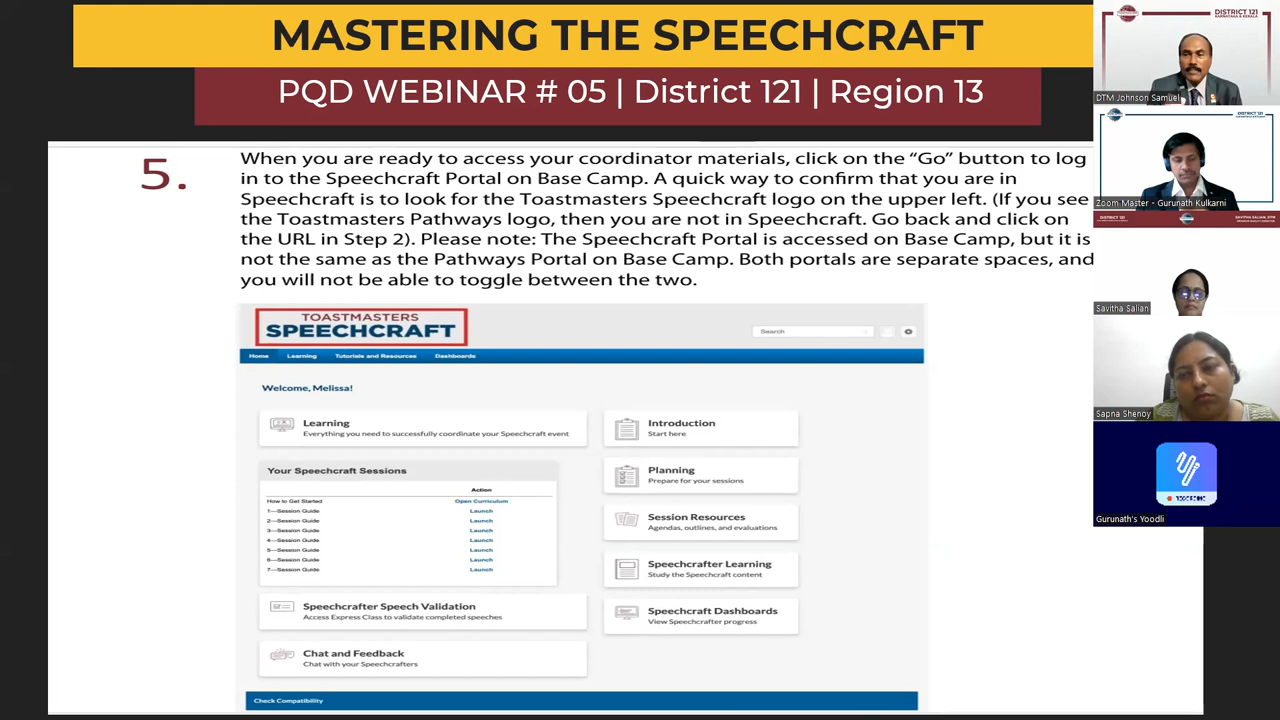 MASTERING THE SPEECHCRAFT
PQD WEBINAR # 05 | District 121 | Region 13
5.
When you are ready to access your coordinator materials, click on the “Go” button to log
in to the Speechcraft Portal on Base Camp. A quick way to confirm that you are in
Speechcraft is to look for the Toastmasters Speechcraft logo on the upper left. (If you see
the Toastmasters Pathways logo, then you are not in Speechcraft. Go back and click on
the URL in Step 2). Please note: The Speechcraft Portal is accessed on Base Camp, but it is
not the same as the Pathways Portal on Base Camp. Both portals are separate spaces, and
you will not be able to toggle between the two.
TOASTMASTERS
SPEECHCRAFT
Search
Home Learning Tutorials and Resources Dashboards
Welcome, Melissa!
Learning
Everything you need to successfully coordinate your Speechcraft event
Your Speechcraft Sessions
Action
How to Get Started Open Curriculum
1—Session Guide Launch
2—Session Guide Launch
3—Session Guide Launch
4—Session Guide Launch
5—Session Guide Launch
6—Session Guide Launch
7—Session Guide Launch
Speechcrafter Speech Validation
Access Express Class to validate completed speeches
Chat and Feedback
Chat with your Speechcrafters
Introduction
Start here
Planning
Prepare for your sessions
Session Resources
Agendas, outlines, and evaluations
Speechcrafter Learning
Study the Speechcraft content
Speechcraft Dashboards
View Speechcrafter progress
Check Compatibility
DISTRICT 121
KARNATAKA & KERALA
DTM Johnson Samuel
DISTRICT 121
Zoom Master - Gurunath Kulkarni
DISTRICT 121
SAVITHA SALIAN, DTM
Savitha Salian
Sapna Shenoy
Gurunath's Yoodli